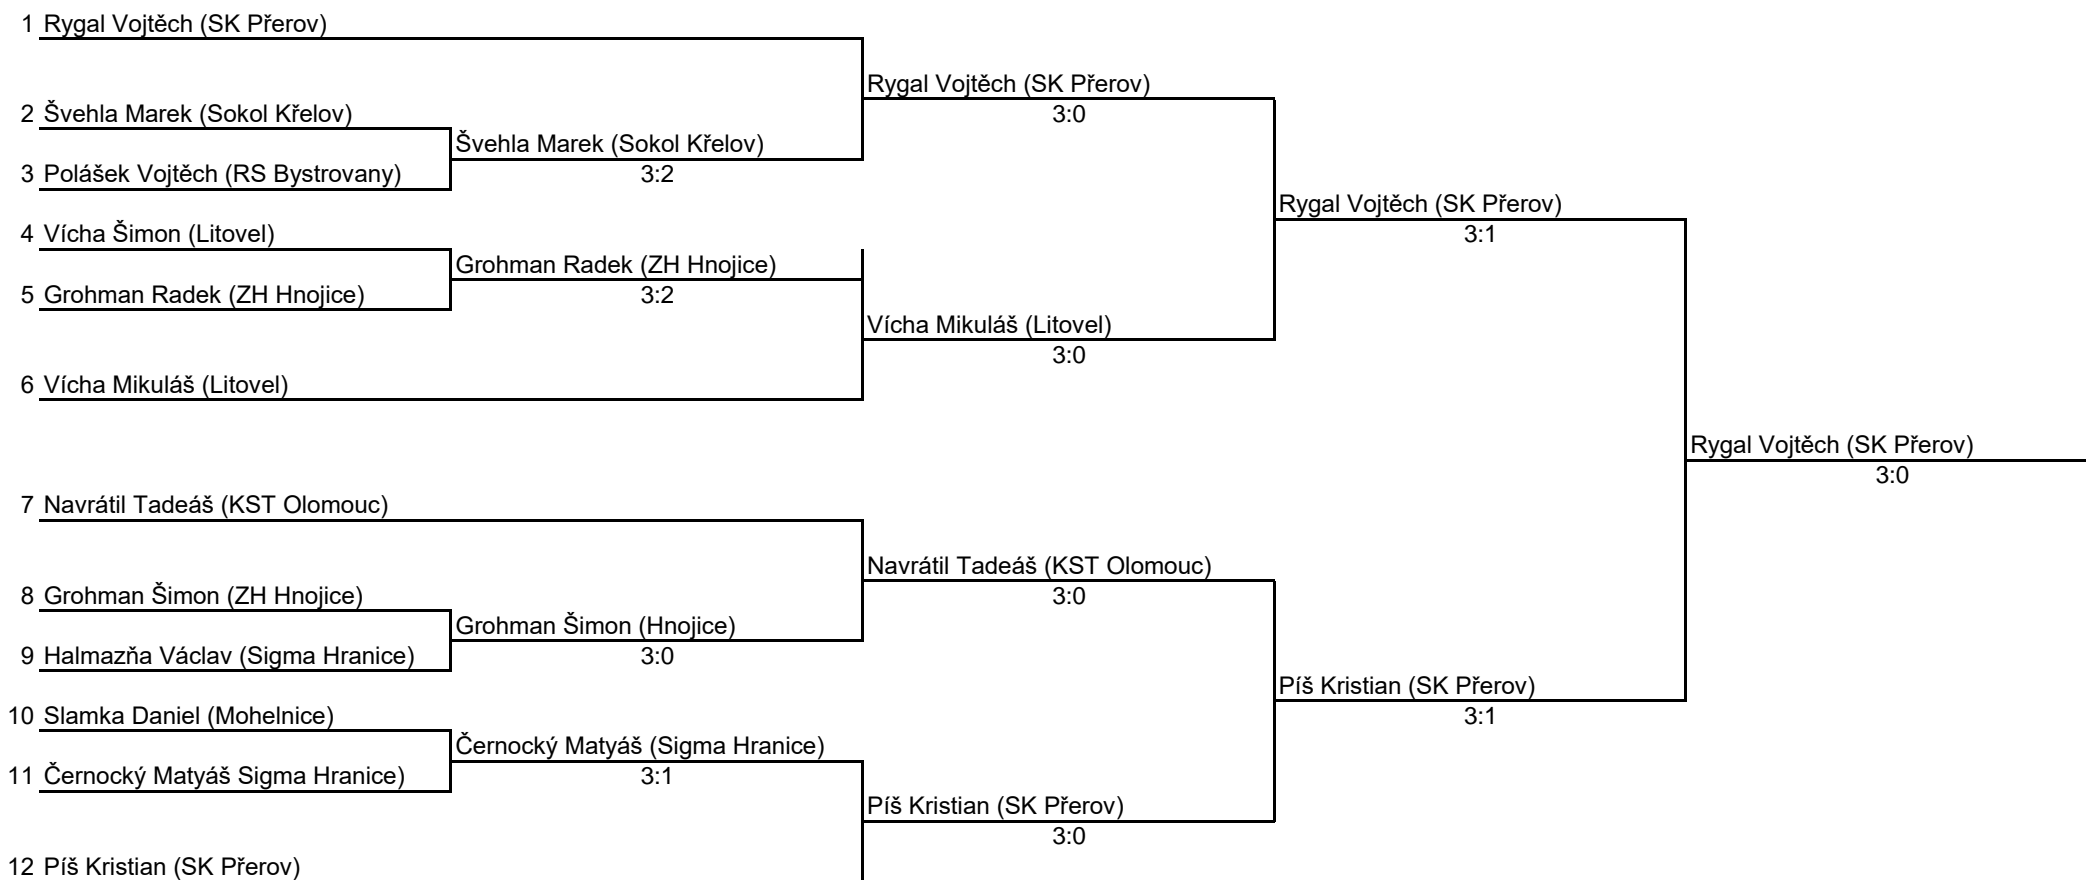 1 Rygal Vojtěch (SK Přerov)
Rygal Vojtěch (SK Přerov)
3:0
2 Švehla Marek (Sokol Křelov)
Švehla Marek (Sokol Křelov)
3:2
3 Polášek Vojtěch (RS Bystrovany)
Rygal Vojtěch (SK Přerov)
3:1
4 Vícha Šimon (Litovel)
Grohman Radek (ZH Hnojice)
3:2
5 Grohman Radek (ZH Hnojice)
Vícha Mikuláš (Litovel)
3:0
6 Vícha Mikuláš (Litovel)
Rygal Vojtěch (SK Přerov)
3:0
7 Navrátil Tadeáš (KST Olomouc)
Navrátil Tadeáš (KST Olomouc)
3:0
8 Grohman Šimon (ZH Hnojice)
Grohman Šimon (Hnojice)
3:0
9 Halmazňa Václav (Sigma Hranice)
Píš Kristian (SK Přerov)
3:1
10 Slamka Daniel (Mohelnice)
Černocký Matyáš (Sigma Hranice)
3:1
11 Černocký Matyáš Sigma Hranice)
Píš Kristian (SK Přerov)
3:0
12 Píš Kristian (SK Přerov)